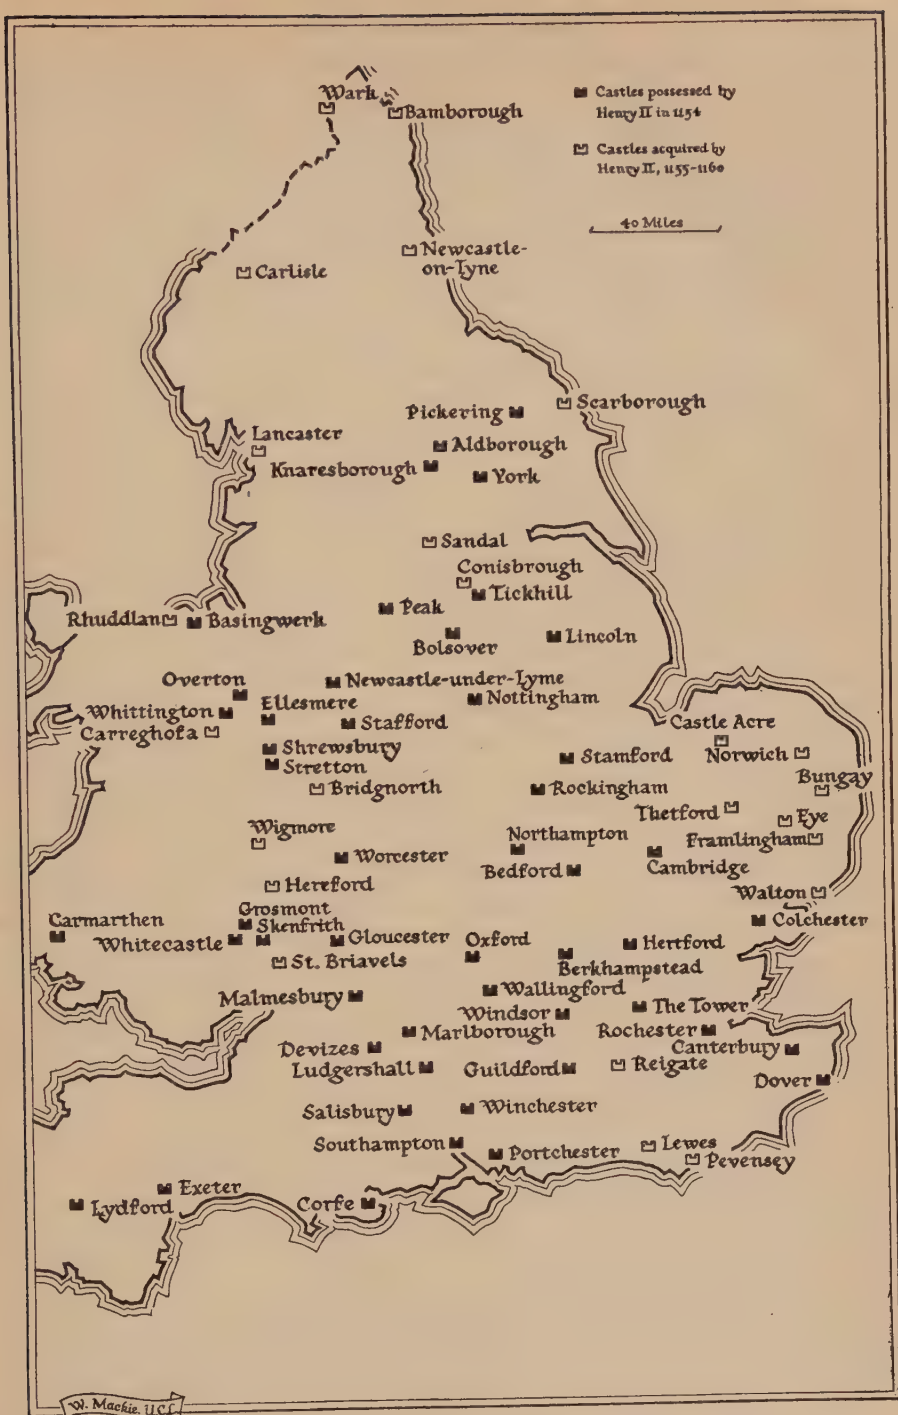 Wark
Bamborough
Castles possessed by
Henry II in 1154
Castles acquired by
Henry II, 1155-1160
40 Miles
Newcastle-
on-Tyne
Carlisle
Scarborough
Pickering
Lancaster
Aldborough
Knaresborough
York
Sandal
Conisbrough
Tickhill
Peak
Rhuddlan
Basingwerk
Bolsover
Lincoln
Overton
Newcastle-under-Lyme
Nottingham
Ellesmere
Whittington
Stafford
Castle Acre
Carreghofa
Shrewsbury
Stretton
Stamford
Norwich
Bridgnorth
Rockingham
Bungay
Thetford
Eye
Wigmore
Northampton
Framlingham
Worcester
Bedford
Cambridge
Hereford
Walton
Grosmont
Carmarthen
Skenfrith
Colchester
Whitecastle
Gloucester
Oxford
Hertford
St. Briavels
Berkhampstead
Malmesbury
Wallingford
Windsor
The Tower
Marlborough
Rochester
Devizes
Canterbury
Ludgershall
Guildford
Reigate
Dover
Salisbury
Winchester
Southampton
Portchester
Lewes
Pevensey
Exeter
Lydford
Corfe
W. Mackie. UCL.